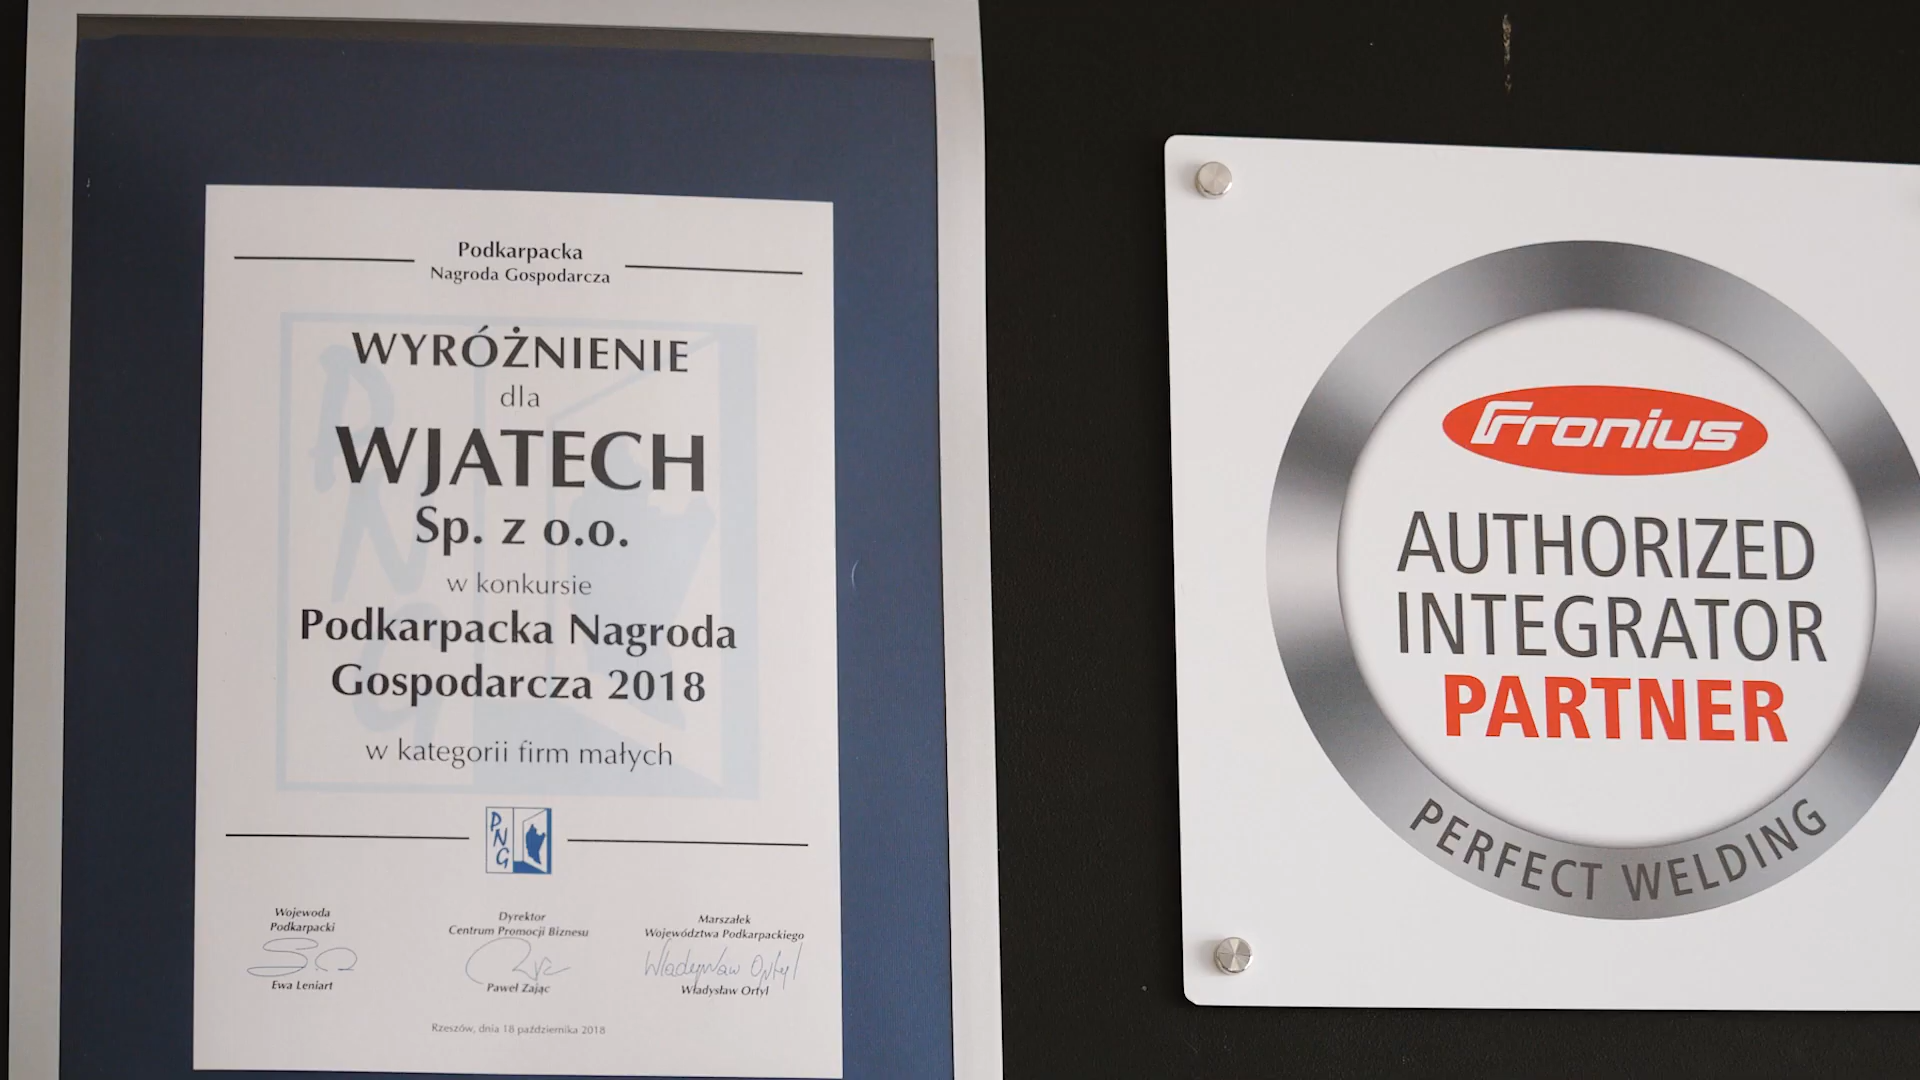 Podkarpacka
Nagroda Gospodarcza
WYRÓŻNIENIE
dla
WJATECH
Sp. z o.o.
w konkursie
Podkarpacka Nagroda
Gospodarcza 2018
w kategorii firm małych
PNG
Wojewoda
Podkarpacki
Ewa Leniart
Dyrektor
Centrum Promocji Biznesu
Paweł Zając
Marszałek
Województwa Podkarpackiego
Władysław Ortyl
Władysław Ortyl
Rzeszów, dnia 18 października 2018
Fronius
AUTHORIZED
INTEGRATOR
PARTNER
PERFECT WELDING